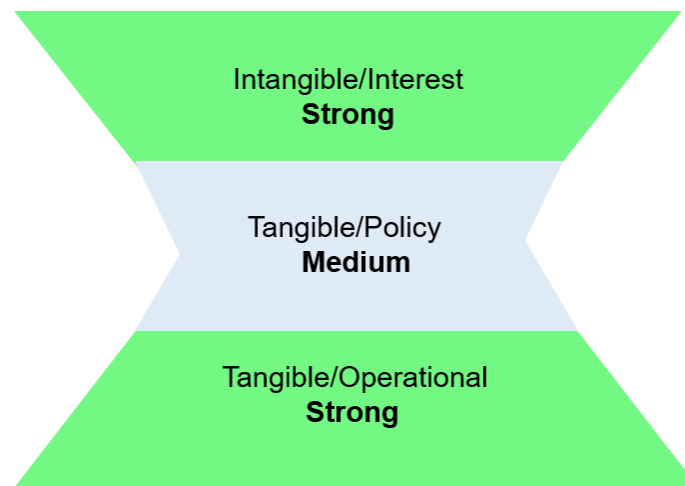 Intangible/Interest
Strong
Tangible/Policy
Medium
Tangible/Operational
Strong